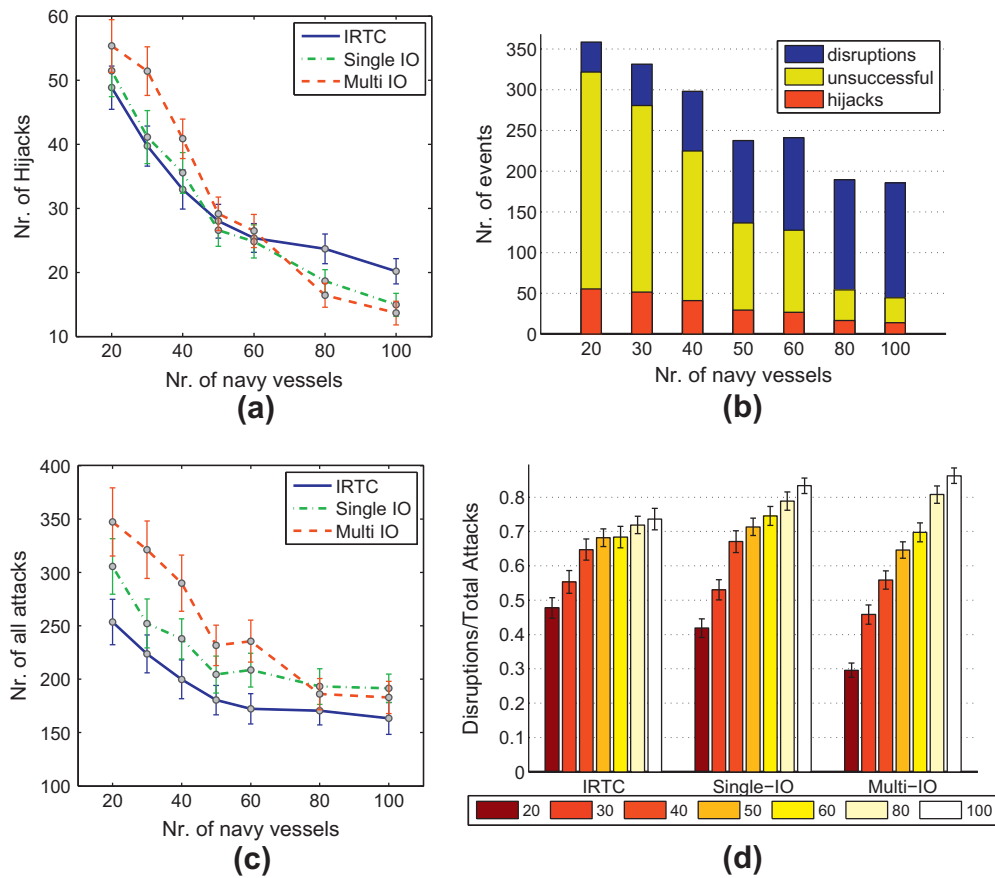 60
50
40
30
20
10
Nr. of Hijacks
IRTC
Single IO
Multi IO
20 40 60 80 100
Nr. of navy vessels
(a)
350
300
250
200
150
100
50
0
Nr. of events
disruptions
unsuccessful
hijacks
20 30 40 50 60 80 100
Nr. of navy vessels
(b)
400
350
300
250
200
150
100
Nr. of all attacks
IRTC
Single IO
Multi IO
20 40 60 80 100
Nr. of navy vessels
(c)
0.8
0.7
0.6
0.5
0.4
0.3
0.2
0.1
0
Disruptions/Total Attacks
IRTC Single-IO Multi-IO
20 30 40 50 60 80 100
(d)